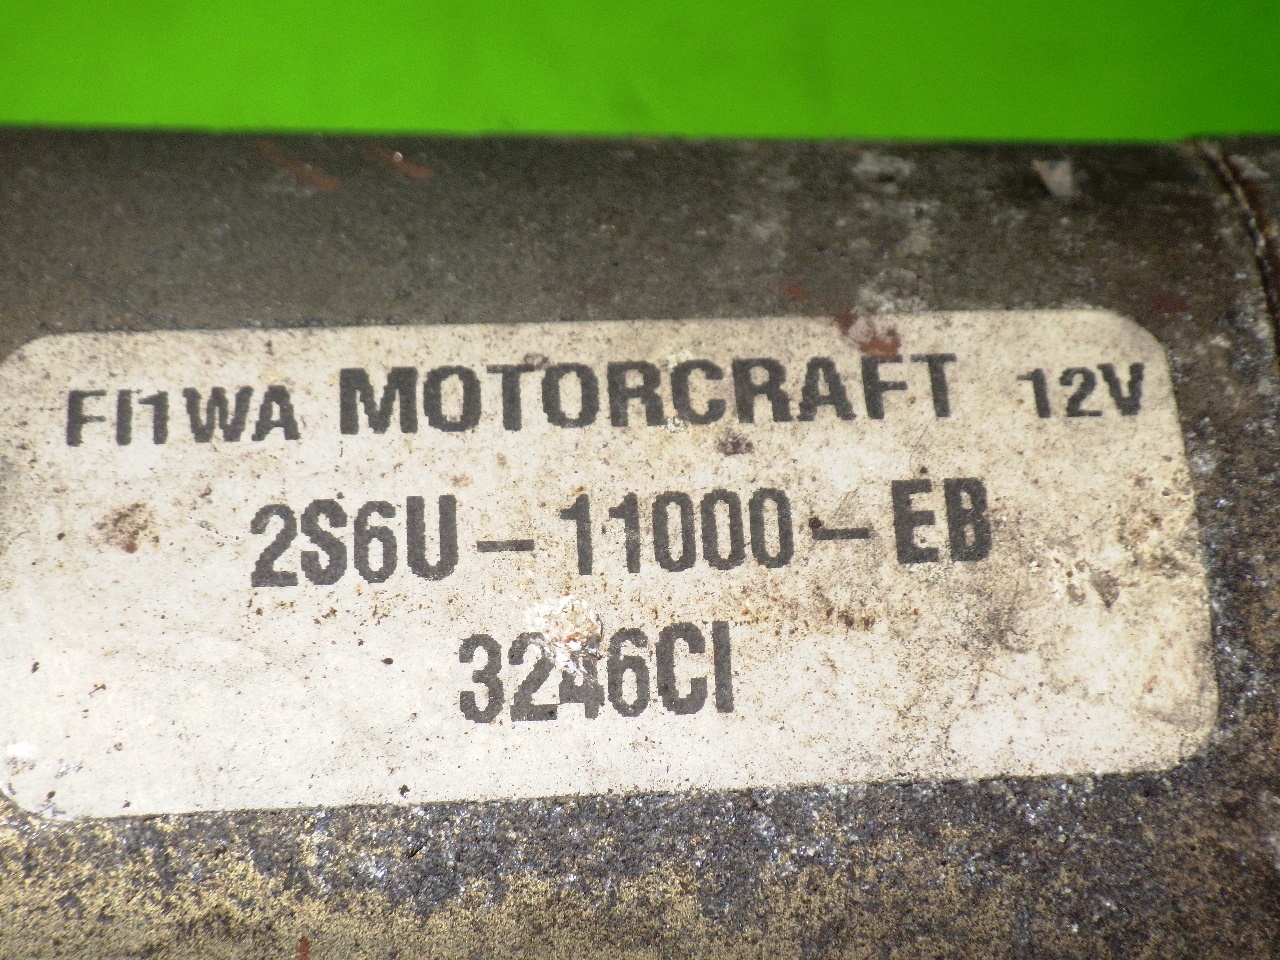 FI1WA MOTORCRAFT 12V
2S6U-11000-EB
3246CI